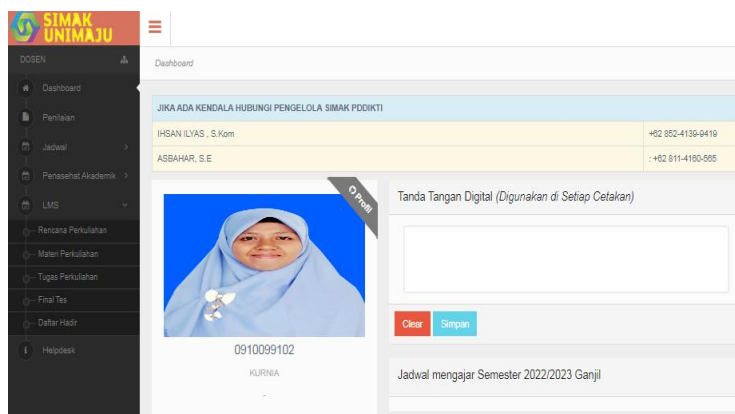 SIMAK
UNIMAJU
DOSEN
Dashboard
Penilaian
Jadwal
Penasehat Akademik
LMS
Rencana Perkuliahan
Materi Perkuliahan
Tugas Perkuliahan
Final Tes
Daftar Hadir
Helpdesk
Dashboard
JIKA ADA KENDALA HUBUNGI PENGELOLA SIMAK PDDIKTI
IHSAN ILYAS , S.Kom +62 852-4139-9419
ASBAHAR, S.E : +62 811-4160-565
Profil
0910099102
KURNIA
-
Tanda Tangan Digital (Digunakan di Setiap Cetakan)
Clear Simpan
Jadwal mengajar Semester 2022/2023 Ganjil